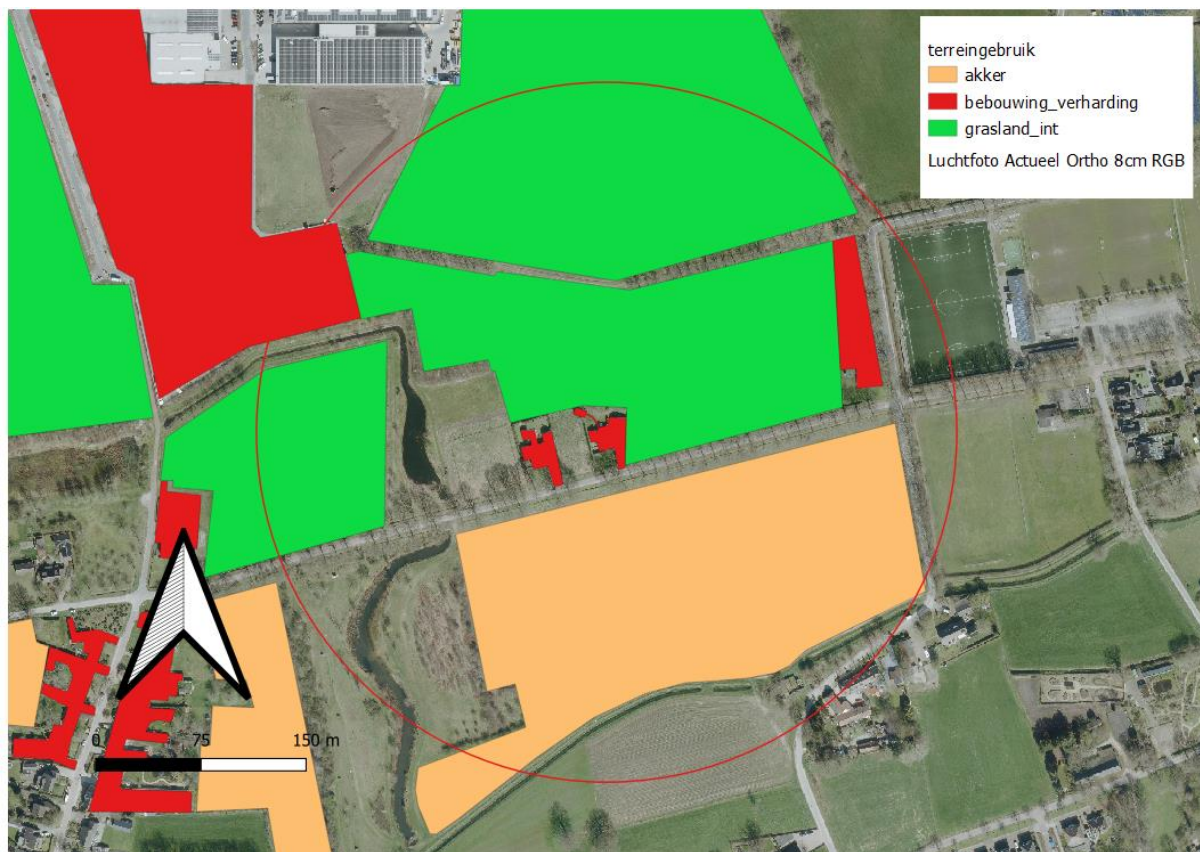 terreingebruik
akker
bebouwing_verharding
grasland_int
Luchtfoto Actueel Ortho 8cm RGB
0 75 150 m